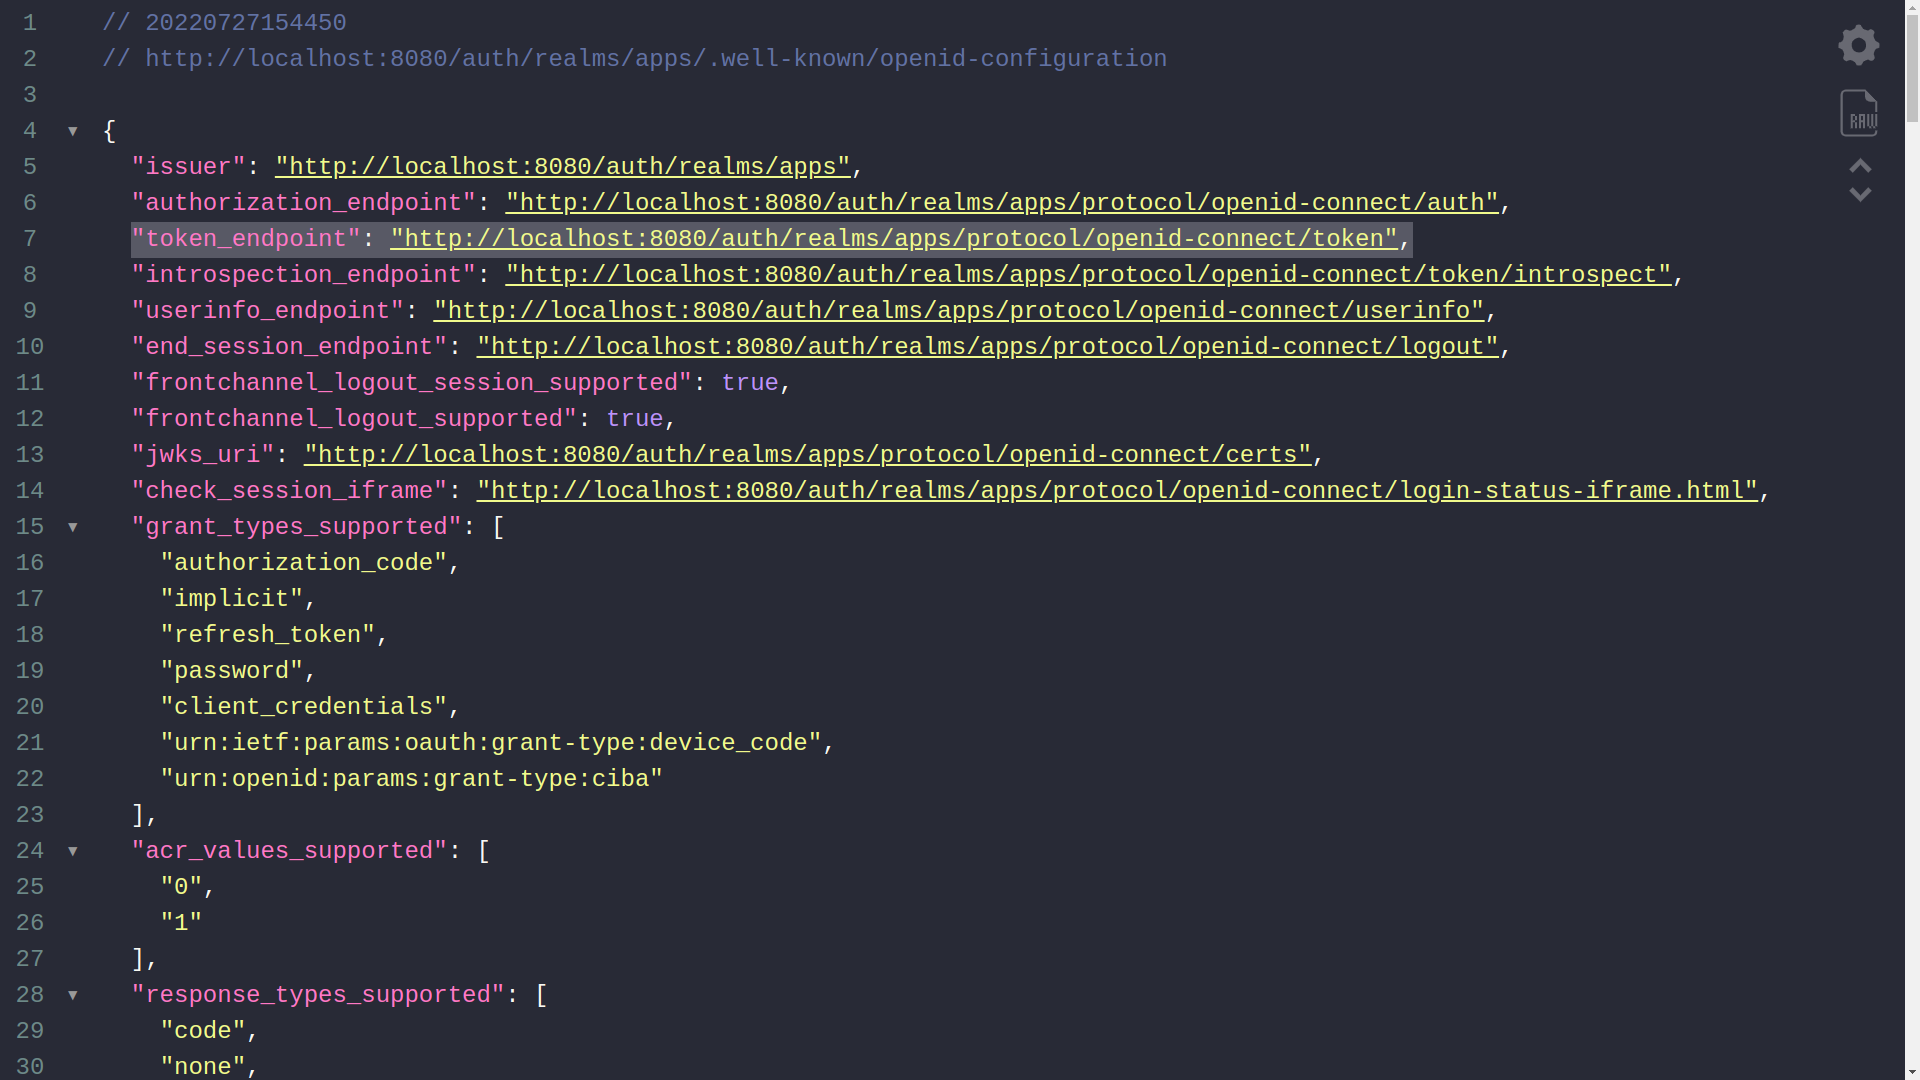 1 // 20220727154450
2 // http://localhost:8080/auth/realms/apps/.well-known/openid-configuration
3
4 ▼ {
5 "issuer": "http://localhost:8080/auth/realms/apps",
6 "authorization_endpoint": "http://localhost:8080/auth/realms/apps/protocol/openid-connect/auth",
7 "token_endpoint": "http://localhost:8080/auth/realms/apps/protocol/openid-connect/token",
8 "introspection_endpoint": "http://localhost:8080/auth/realms/apps/protocol/openid-connect/token/introspect",
9 "userinfo_endpoint": "http://localhost:8080/auth/realms/apps/protocol/openid-connect/userinfo",
10 "end_session_endpoint": "http://localhost:8080/auth/realms/apps/protocol/openid-connect/logout",
11 "frontchannel_logout_session_supported": true,
12 "frontchannel_logout_supported": true,
13 "jwks_uri": "http://localhost:8080/auth/realms/apps/protocol/openid-connect/certs",
14 "check_session_iframe": "http://localhost:8080/auth/realms/apps/protocol/openid-connect/login-status-iframe.html",
15 ▼ "grant_types_supported": [
16 "authorization_code",
17 "implicit",
18 "refresh_token",
19 "password",
20 "client_credentials",
21 "urn:ietf:params:oauth:grant-type:device_code",
22 "urn:openid:params:grant-type:ciba"
23 ],
24 ▼ "acr_values_supported": [
25 "0",
26 "1"
27 ],
28 ▼ "response_types_supported": [
29 "code",
30 "none",
RAW